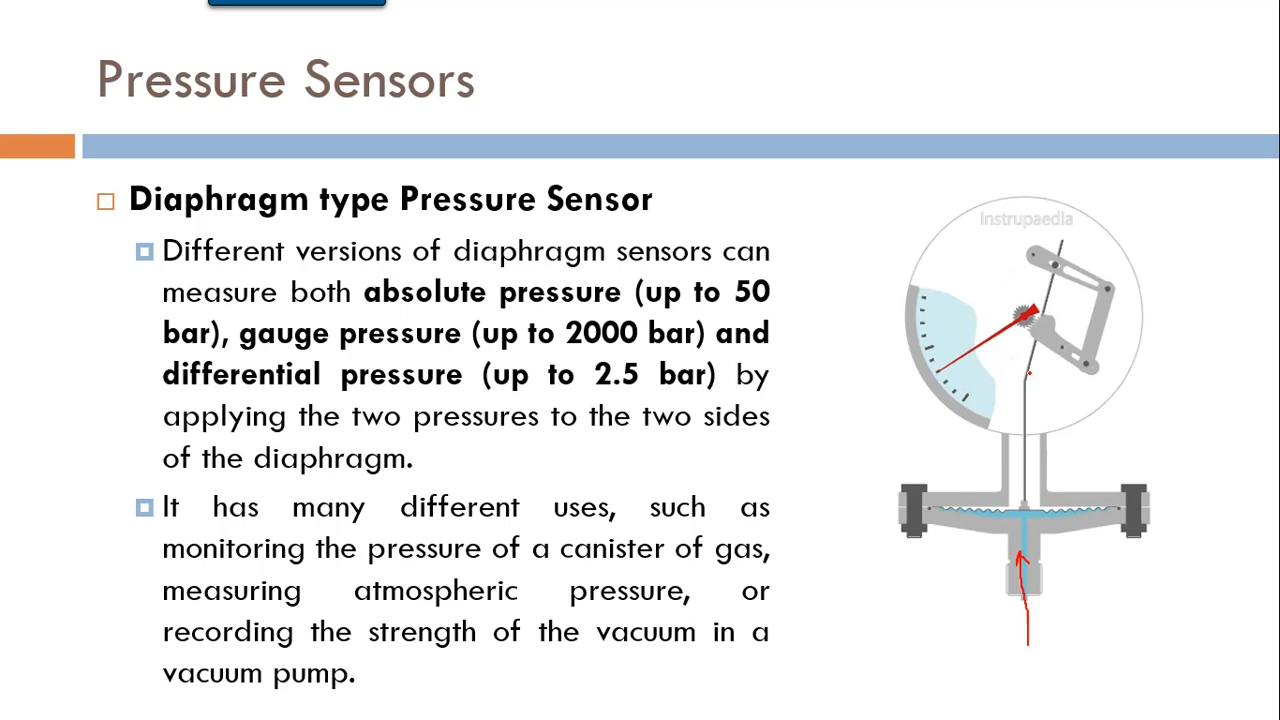 Pressure Sensors
Diaphragm type Pressure Sensor
Different versions of diaphragm sensors can
measure both absolute pressure (up to 50
bar), gauge pressure (up to 2000 bar) and
differential pressure (up to 2.5 bar) by
applying the two pressures to the two sides
of the diaphragm.
It has many different uses, such as
monitoring the pressure of a canister of gas,
measuring atmospheric pressure, or
recording the strength of the vacuum in a
vacuum pump.
Instrupaedia